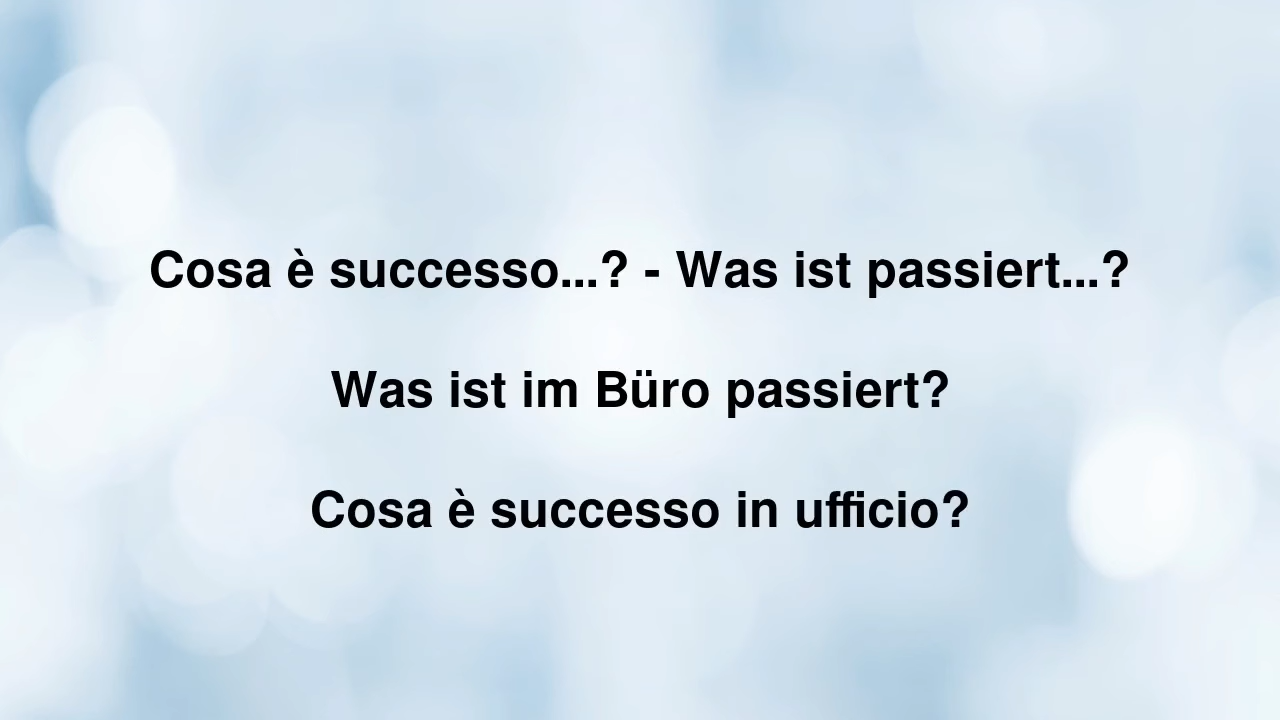 Cosa è successo...? - Was ist passiert...?
Was ist im Büro passiert?
Cosa è successo in ufficio?